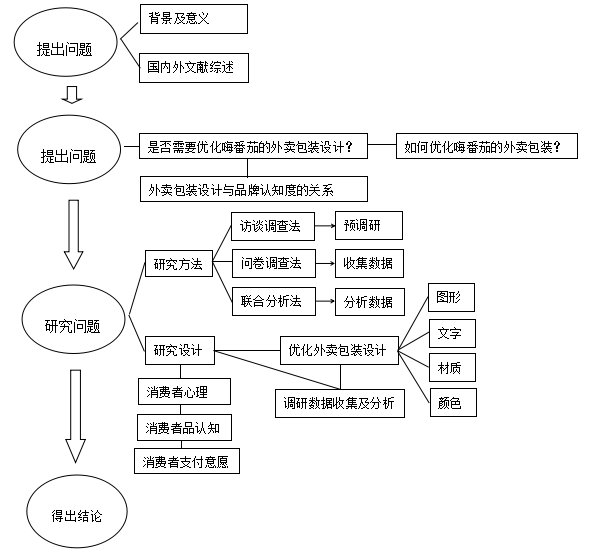 提出问题
背景及意义
国内外文献综述
提出问题
是否需要优化嗨番茄的外卖包装设计？
如何优化嗨番茄的外卖包装？
外卖包装设计与品牌认知度的关系
研究问题
研究方法
访谈调查法
预调研
问卷调查法
收集数据
联合分析法
分析数据
研究设计
优化外卖包装设计
图形
文字
材质
颜色
消费者心理
调研数据收集及分析
消费者品认知
消费者支付意愿
得出结论